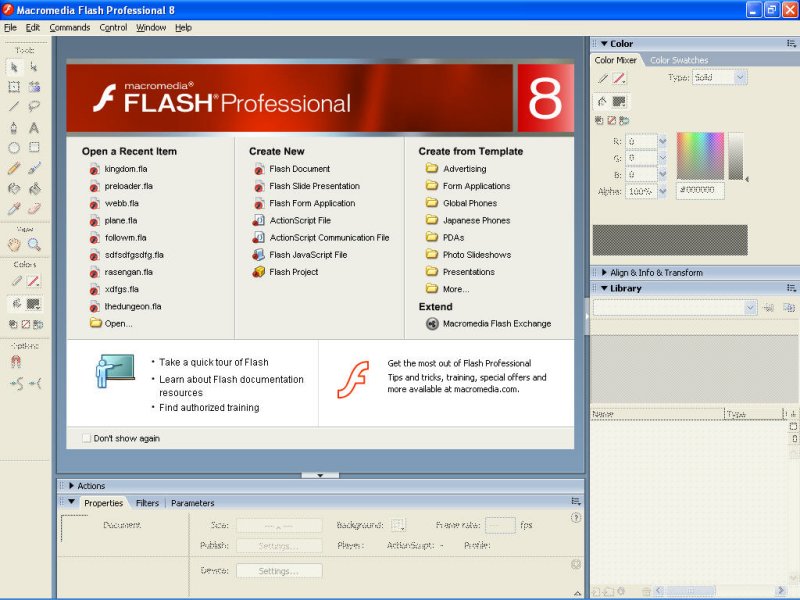 Macromedia Flash Professional 8
File Edit Commands Control Window Help
Tools
View
Colors
Options
macromedia®
FLASH® Professional
8
Open a Recent Item
kingdom.fla
preloader.fla
webb.fla
plane.fla
followm.fla
sdfsdfgsdfg.fla
rasengan.fla
xdfgs.fla
thedungeon.fla
Open...
Create New
Flash Document
Flash Slide Presentation
Flash Form Application
ActionScript File
ActionScript Communication File
Flash JavaScript File
Flash Project
Create from Template
Advertising
Form Applications
Global Phones
Japanese Phones
PDAs
Photo Slideshows
Presentations
More...
Extend
Macromedia Flash Exchange
• Take a quick tour of Flash
• Learn about Flash documentation
resources
• Find authorized training
Get the most out of Flash Professional
Tips and tricks, training, special offers and
more available at macromedia.com.
Don't show again
Actions
Properties Filters Parameters
Document
Size:
Background:
Frame rate: fps
Publish: Settings...
Player: ActionScript: - Profile:
Device: Settings...
Color
Color Mixer Color Swatches
Type: Solid
R: 0
G: 0
B: 0
Alpha: 100% #000000
Align & Info & Transform
Library
Name Type